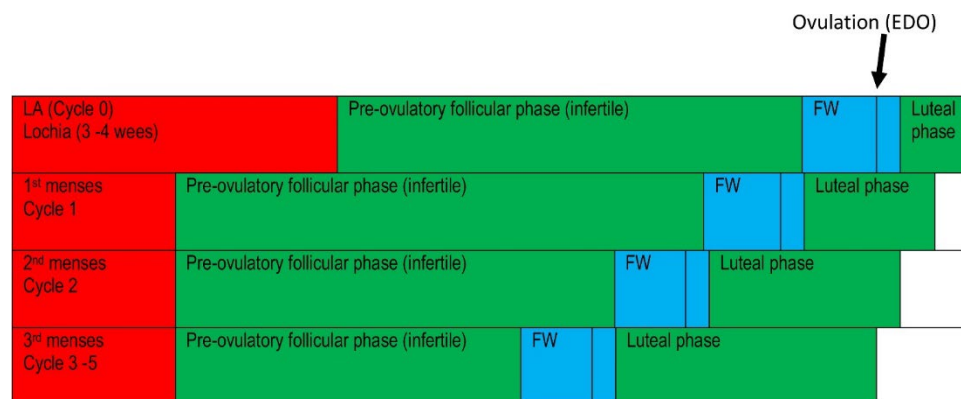 Ovulation (EDO)
LA (Cycle 0)
Lochia (3 -4 wees)
Pre-ovulatory follicular phase (infertile)
FW
Luteal
phase
1st menses
Cycle 1
Pre-ovulatory follicular phase (infertile)
FW
Luteal phase
2nd menses
Cycle 2
Pre-ovulatory follicular phase (infertile)
FW
Luteal phase
3rd menses
Cycle 3 -5
Pre-ovulatory follicular phase (infertile)
FW
Luteal phase